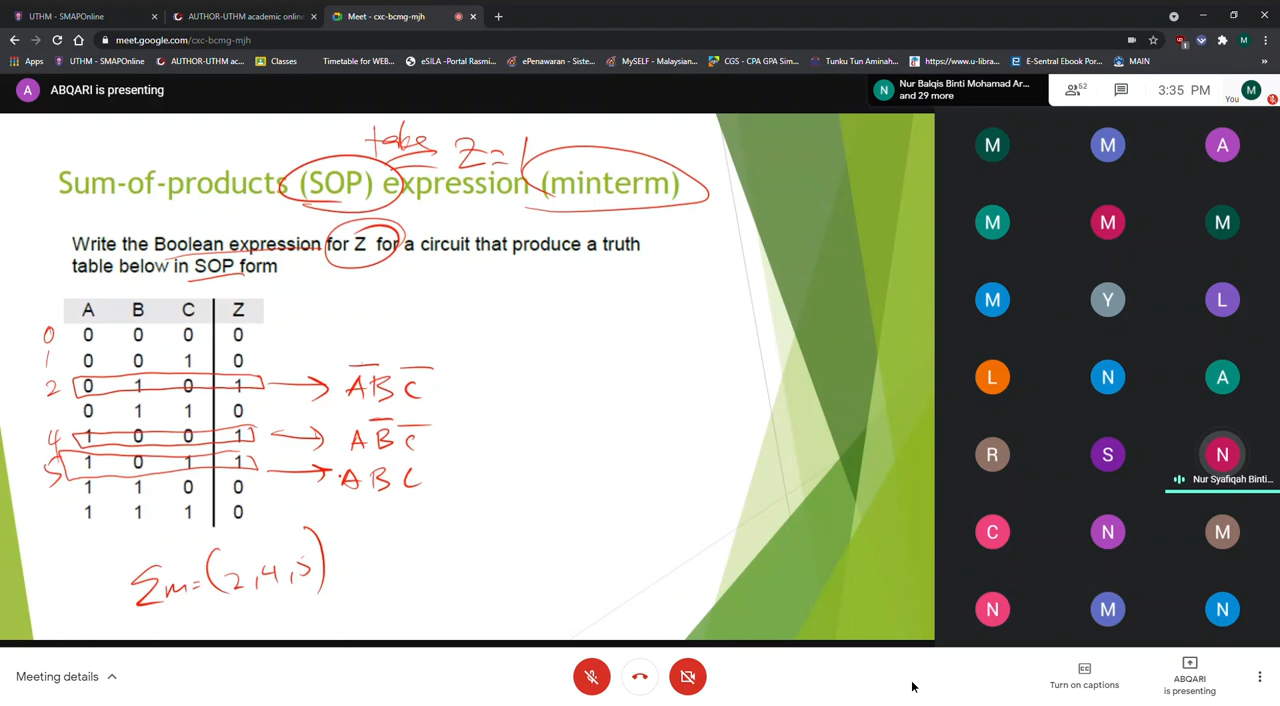 UTHM - SMAPOnline
AUTHOR-UTHM academic onlin
Meet - cxc-bcmg-mjh
meet.google.com/cxc-bcmg-mjh
Apps
UTHM - SMAPOnline
AUTHOR-UTHM ac...
Classes
Timetable for WEB...
eSILA -Portal Rasmi...
ePenawaran - Siste...
MySELF - Malaysian...
CGS - CPA GPA Sim...
Tunku Tun Aminah...
https://www.u-libra...
E-Sentral Ebook Por...
MAIN
»
A ABQARI is presenting
N Nur Balqis Binti Mohamad Ar...
and 29 more
52
3:35 PM
You
M
take Z=1
Sum-of-products (SOP) expression (minterm)
Write the Boolean expression for Z for a circuit that produce a truth
table below in SOP form
A B C Z
0 0 0 0 0
1 0 0 1 0
2 0 1 0 1 → A̅BC̅
0 1 1 0
4 1 0 0 1 → AB̅C̅
5 1 0 1 1 → ABC
1 1 0 0
1 1 1 0
Σm=(2,4,5)
M M A
M M M
M Y L
L N A
R S N
Nur Syafiqah Binti...
C N M
N M N
Meeting details
Turn on captions
ABQARI
is presenting